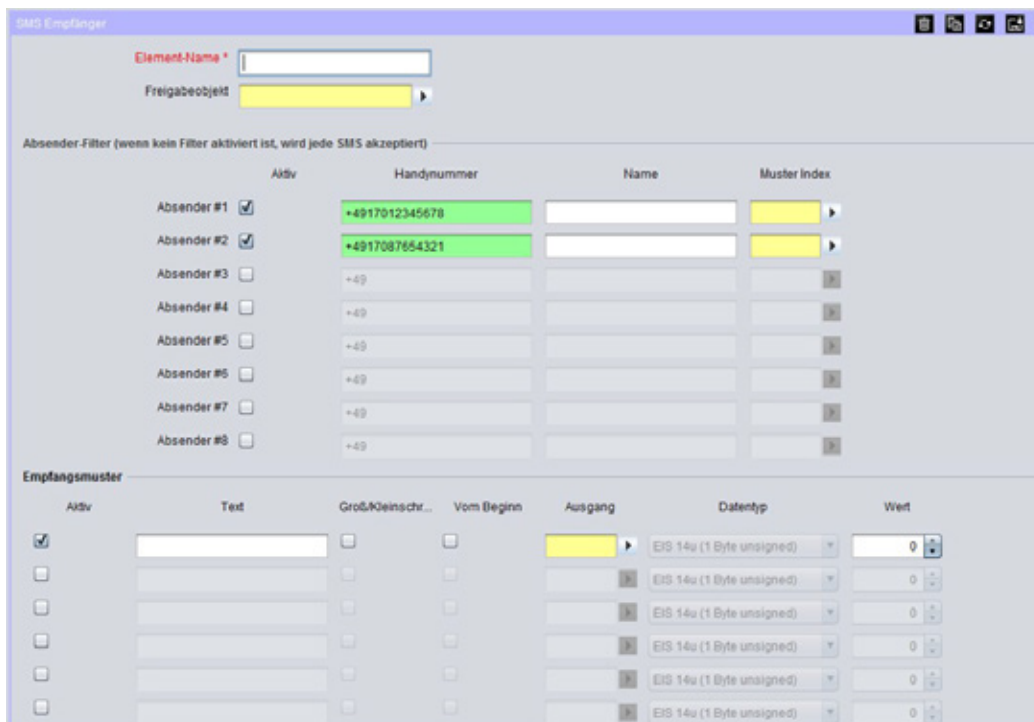 SMS Empfänger
Element-Name *
Freigabeobjekt
Absender-Filter (wenn kein Filter aktiviert ist, wird jede SMS akzeptiert)
Aktiv Handynummer Name Muster Index
Absender #1 +4917012345678
Absender #2 +4917087654321
Absender #3 +49
Absender #4 +49
Absender #5 +49
Absender #6 +49
Absender #7 +49
Absender #8 +49
Empfangsmuster
Aktiv Text Groß/Kleinschr... Vom Beginn Ausgang Datentyp Wert
EIS 14u (1 Byte unsigned) 0
EIS 14u (1 Byte unsigned) 0
EIS 14u (1 Byte unsigned) 0
EIS 14u (1 Byte unsigned) 0
EIS 14u (1 Byte unsigned) 0
EIS 14u (1 Byte unsigned) 0